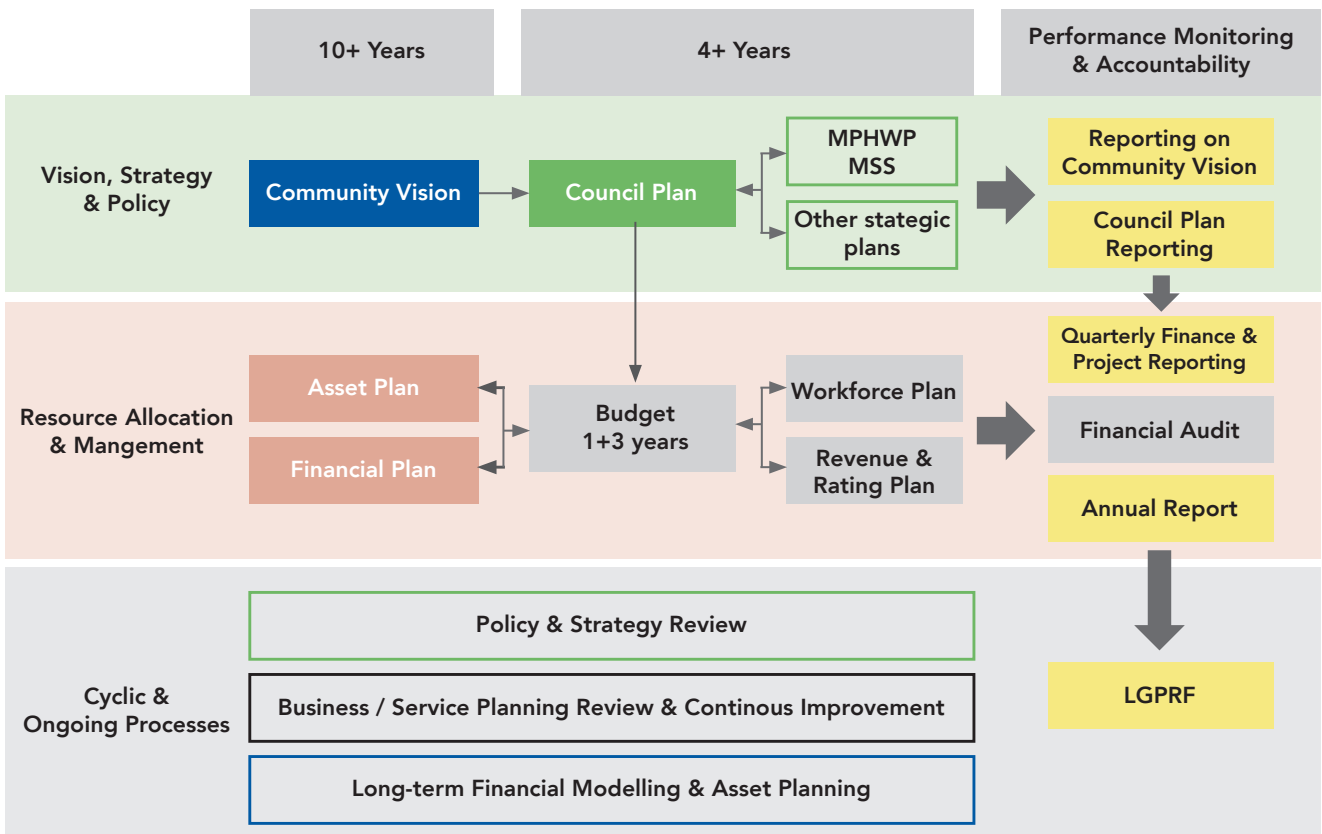 10+ Years
4+ Years
Performance Monitoring
& Accountability
Vision, Strategy
& Policy
Community Vision
Council Plan
MPHWP
MSS
Other stategic
plans
Reporting on
Community Vision
Council Plan
Reporting
Resource Allocation
& Mangement
Asset Plan
Financial Plan
Budget
1+3 years
Workforce Plan
Revenue &
Rating Plan
Quarterly Finance &
Project Reporting
Financial Audit
Annual Report
Cyclic &
Ongoing Processes
Policy & Strategy Review
Business / Service Planning Review & Continous Improvement
Long-term Financial Modelling & Asset Planning
LGPRF